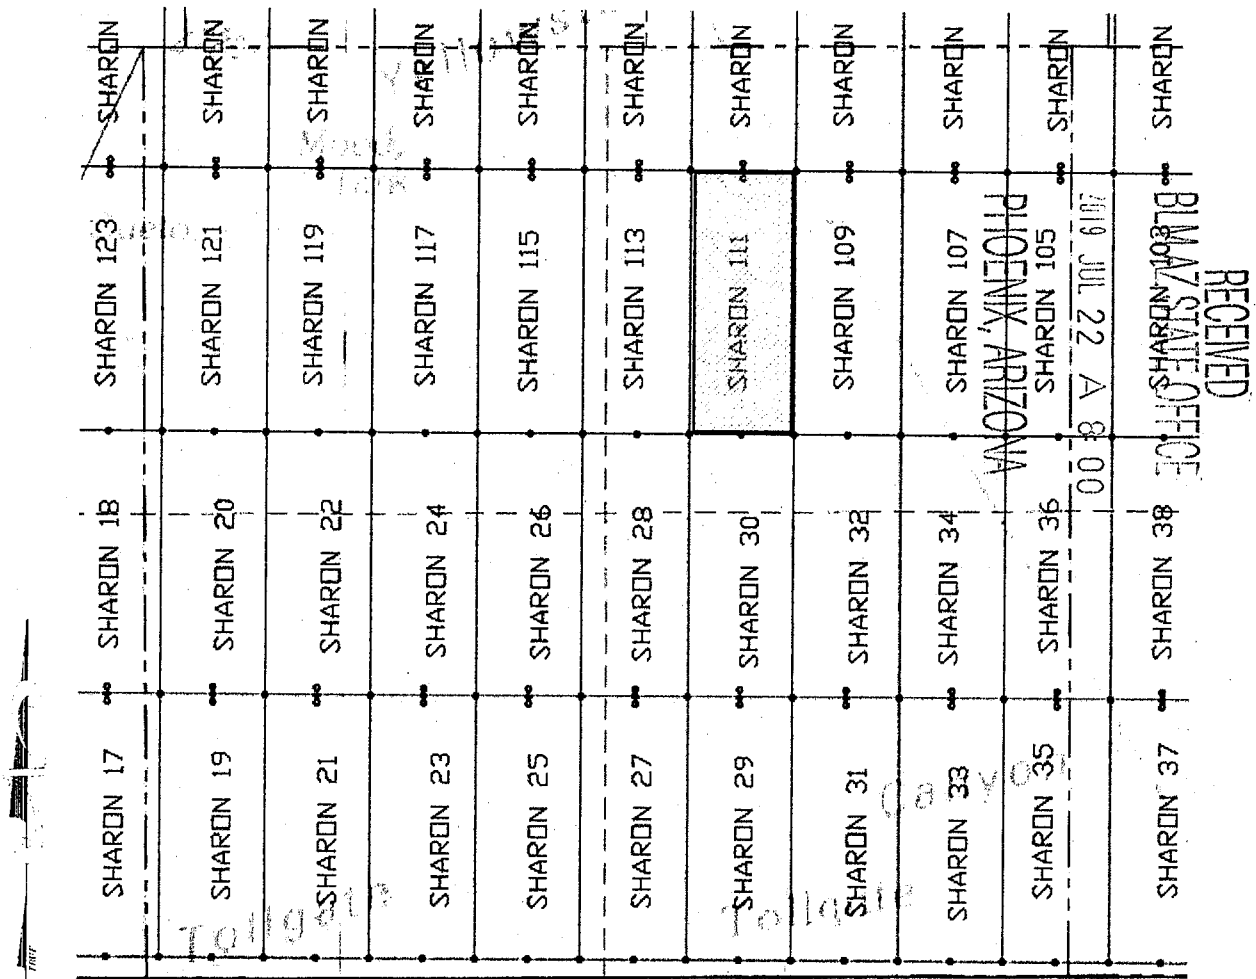 SHARON
SHARON
SHARON
SHARON
SHARON
SHARON
SHARON
SHARON
SHARON
SHARON
SHARON
SHARON 123
SHARON 121
SHARON 119
SHARON 117
SHARON 115
SHARON 113
SHARON 111
SHARON 109
SHARON 107
SHARON 105
SHARON 103
RECEIVED
BLM AZ STATE OFFICE
2019 JUL 22 A 8:00
PHOENIX, ARIZONA
SHARON 18
SHARON 20
SHARON 22
SHARON 24
SHARON 26
SHARON 28
SHARON 30
SHARON 32
SHARON 34
SHARON 36
SHARON 38
SHARON 17
SHARON 19
SHARON 21
SHARON 23
SHARON 25
SHARON 27
SHARON 29
SHARON 31
SHARON 33
SHARON 35
SHARON 37
Tollgate
Tollgate
Canyon
TRUE